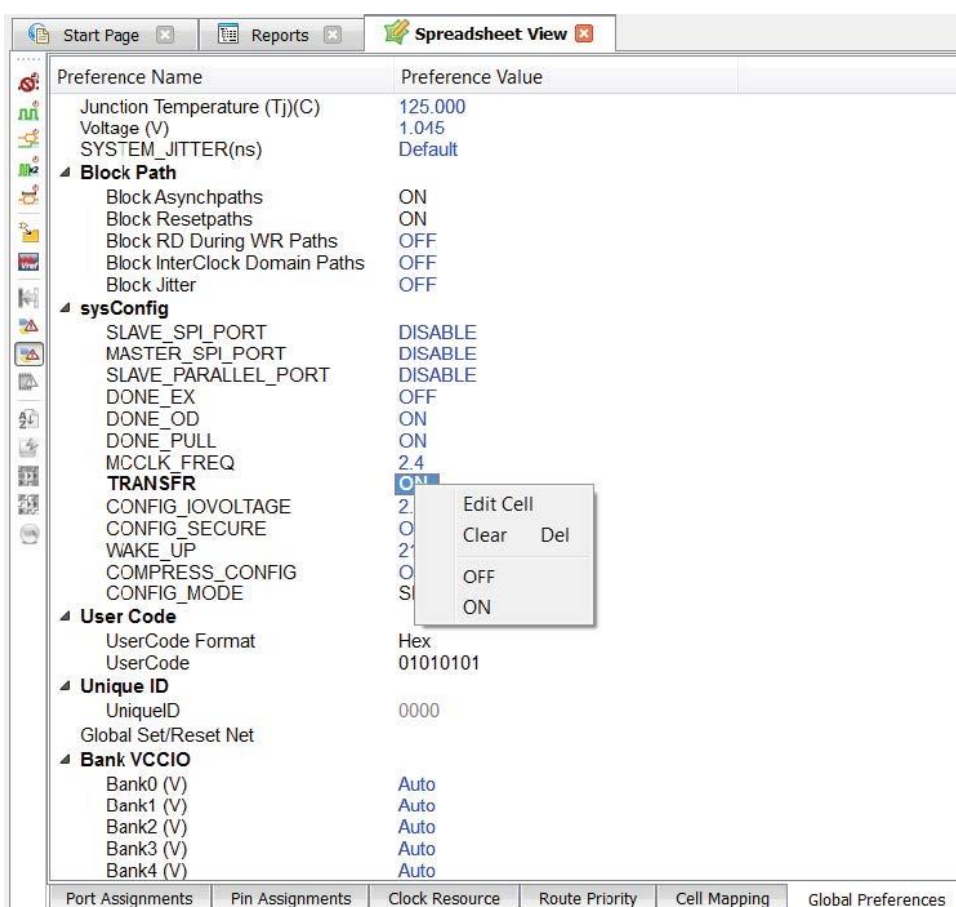 Start Page Reports Spreadsheet View
Preference Name Preference Value
Junction Temperature (Tj)(C) 125.000
Voltage (V) 1.045
SYSTEM_JITTER(ns) Default
Block Path
Block Asynchpaths ON
Block Resetpaths ON
Block RD During WR Paths OFF
Block InterClock Domain Paths OFF
Block Jitter OFF
sysConfig
SLAVE_SPI_PORT DISABLE
MASTER_SPI_PORT DISABLE
SLAVE_PARALLEL_PORT DISABLE
DONE_EX OFF
DONE_OD ON
DONE_PULL ON
MCCLK_FREQ 2.4
TRANSFR ON
CONFIG_IOVOLTAGE 2.
CONFIG_SECURE
WAKE_UP
COMPRESS_CONFIG
CONFIG_MODE
Edit Cell
Clear Del
OFF
ON
User Code
UserCode Format Hex
UserCode 01010101
Unique ID
UniqueID 0000
Global Set/Reset Net
Bank VCCIO
Bank0 (V) Auto
Bank1 (V) Auto
Bank2 (V) Auto
Bank3 (V) Auto
Bank4 (V) Auto
Port Assignments Pin Assignments Clock Resource Route Priority Cell Mapping Global Preferences